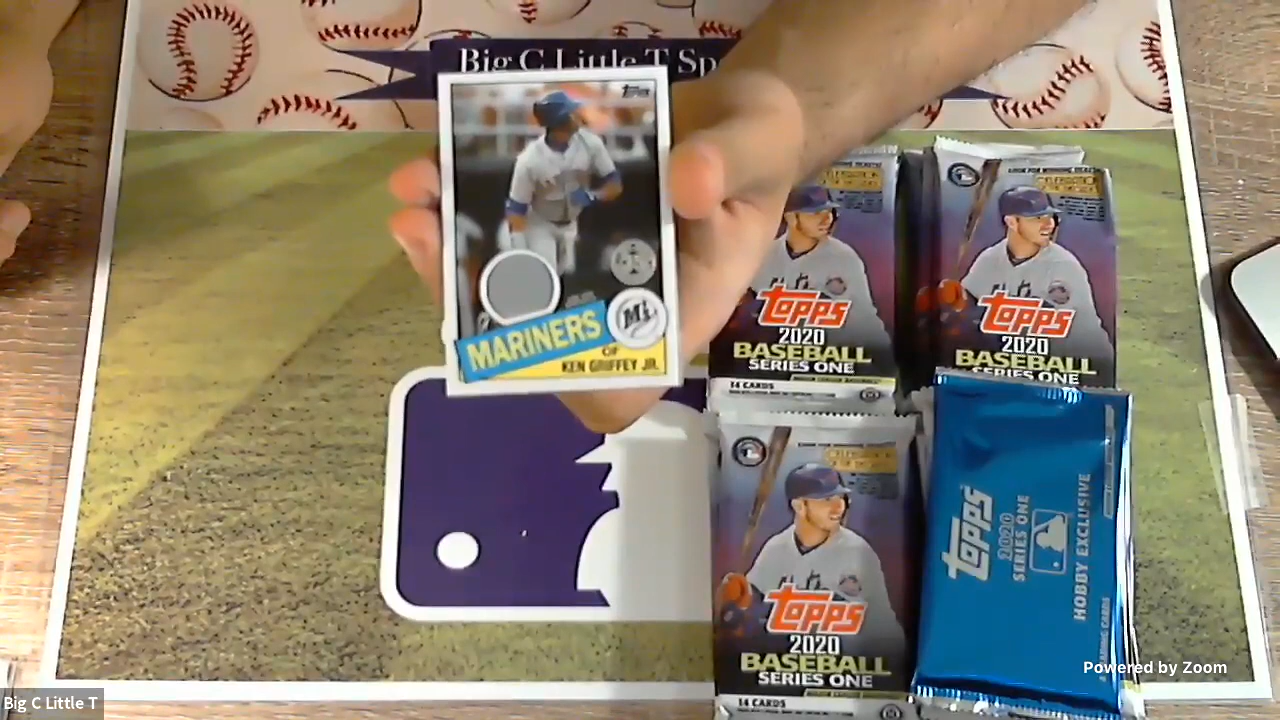 Big C Little T Sp
Topps
MARINERS
M's
OF
KEN GRIFFEY JR.
CELEBRATION
Topps
2020
BASEBALL
SERIES ONE
14 CARDS
CELEBRATION
Topps
2020
BASEBALL
SERIES ONE
Topps
2020
BASEBALL
SERIES ONE
14 CARDS
Topps
2020
SERIES ONE
HOBBY EXCLUSIVE
Powered by Zoom
Big C Little T